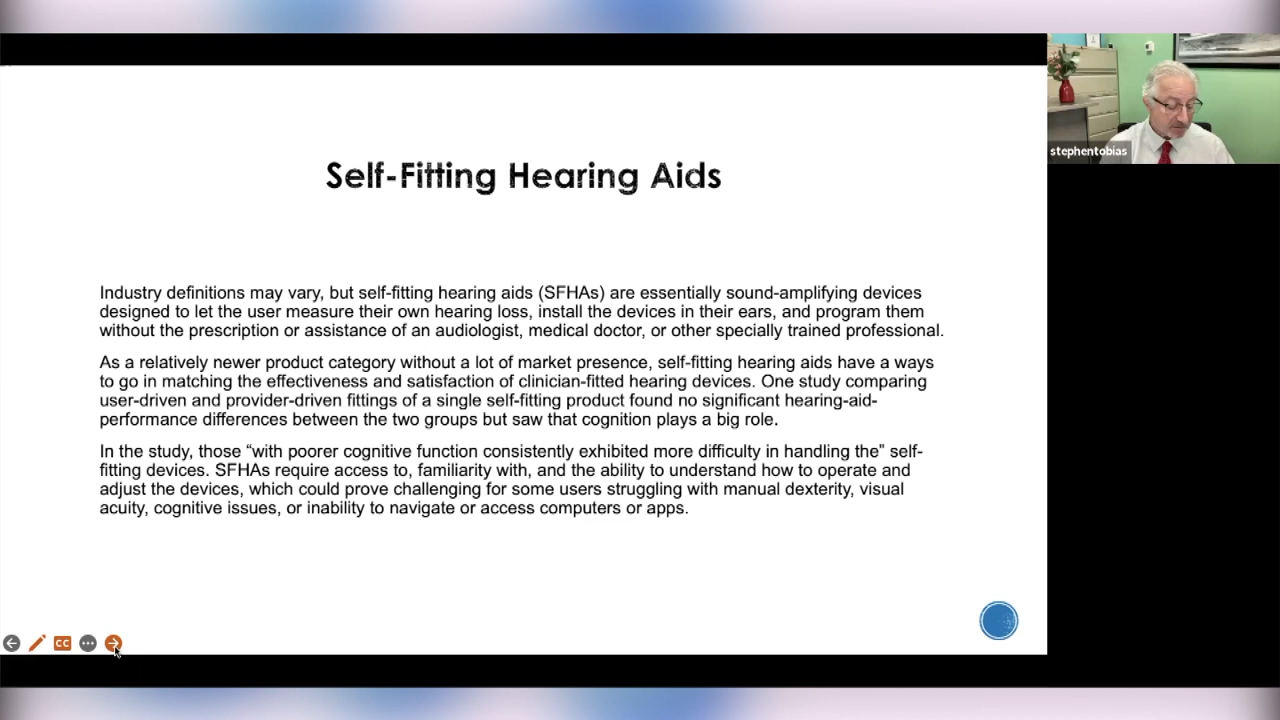 Self-Fitting Hearing Aids
stephentobias
Industry definitions may vary, but self-fitting hearing aids (SFHAs) are essentially sound-amplifying devices
designed to let the user measure their own hearing loss, install the devices in their ears, and program them
without the prescription or assistance of an audiologist, medical doctor, or other specially trained professional.
As a relatively newer product category without a lot of market presence, self-fitting hearing aids have a ways
to go in matching the effectiveness and satisfaction of clinician-fitted hearing devices. One study comparing
user-driven and provider-driven fittings of a single self-fitting product found no significant hearing-aid-
performance differences between the two groups but saw that cognition plays a big role.
In the study, those “with poorer cognitive function consistently exhibited more difficulty in handling the” self-
fitting devices. SFHAs require access to, familiarity with, and the ability to understand how to operate and
adjust the devices, which could prove challenging for some users struggling with manual dexterity, visual
acuity, cognitive issues, or inability to navigate or access computers or apps.
CC